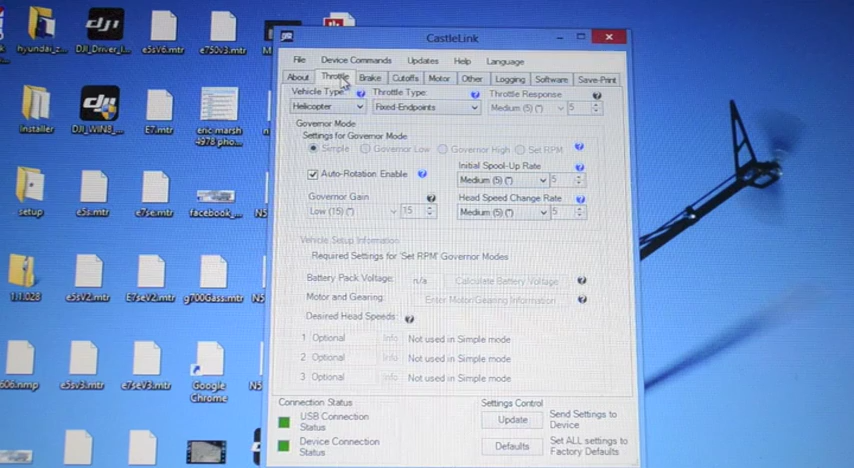 CastleLink
File Device Commands Updates Help Language
About Throttle Brake Cutoffs Motor Other Logging Software Save-Print
Vehicle Type: Throttle Type: Throttle Response
Helicopter Fixed-Endpoints Medium (5) (*) 5
Governor Mode
Settings for Governor Mode
Simple Governor Low Governor High Set RPM
Auto-Rotation Enable
Initial Spool-Up Rate
Medium (5) (*) 5
Governor Gain
Low (15) (*) 15
Head Speed Change Rate
Medium (5) (*) 5
Vehicle Setup Information
Required Settings for 'Set RPM' Governor Modes
Battery Pack Voltage: n/a Calculate Battery Voltage
Motor and Gearing: Enter Motor/Gearing Information
Desired Head Speeds:
1 Optional Info Not used in Simple mode
2 Optional Info Not used in Simple mode
3 Optional Info Not used in Simple mode
Connection Status
USB Connection
Status
Device Connection
Status
Settings Control
Update Send Settings to
Device
Defaults Set ALL settings to
Factory Defaults
hyundai_z... DJI_Driver_I... e5sV6.mtr e750v3.mtr
Installer DJI_WIN8_... E7.mtr eric marsh
4978 pho...
setup e5s.mtr e7se.mtr facebook_...
1.1.028 e5sV2.mtr E7seV2.mtr g700Gass.mtr
606.nmp e5sv3.mtr e7seV3.mtr Google
Chrome